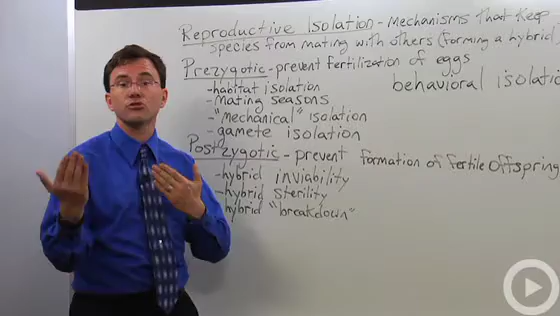 Reproductive Isolation - Mechanisms that keep
species from mating with others (forming a hybrid)
Prezygotic - prevent fertilization of eggs
- habitat isolation
behavioral isolatio
- Mating seasons
- "Mechanical" isolation
- gamete isolation
Postzygotic - prevent formation of fertile offspring
- hybrid inviability
- hybrid sterility
- hybrid "breakdown"